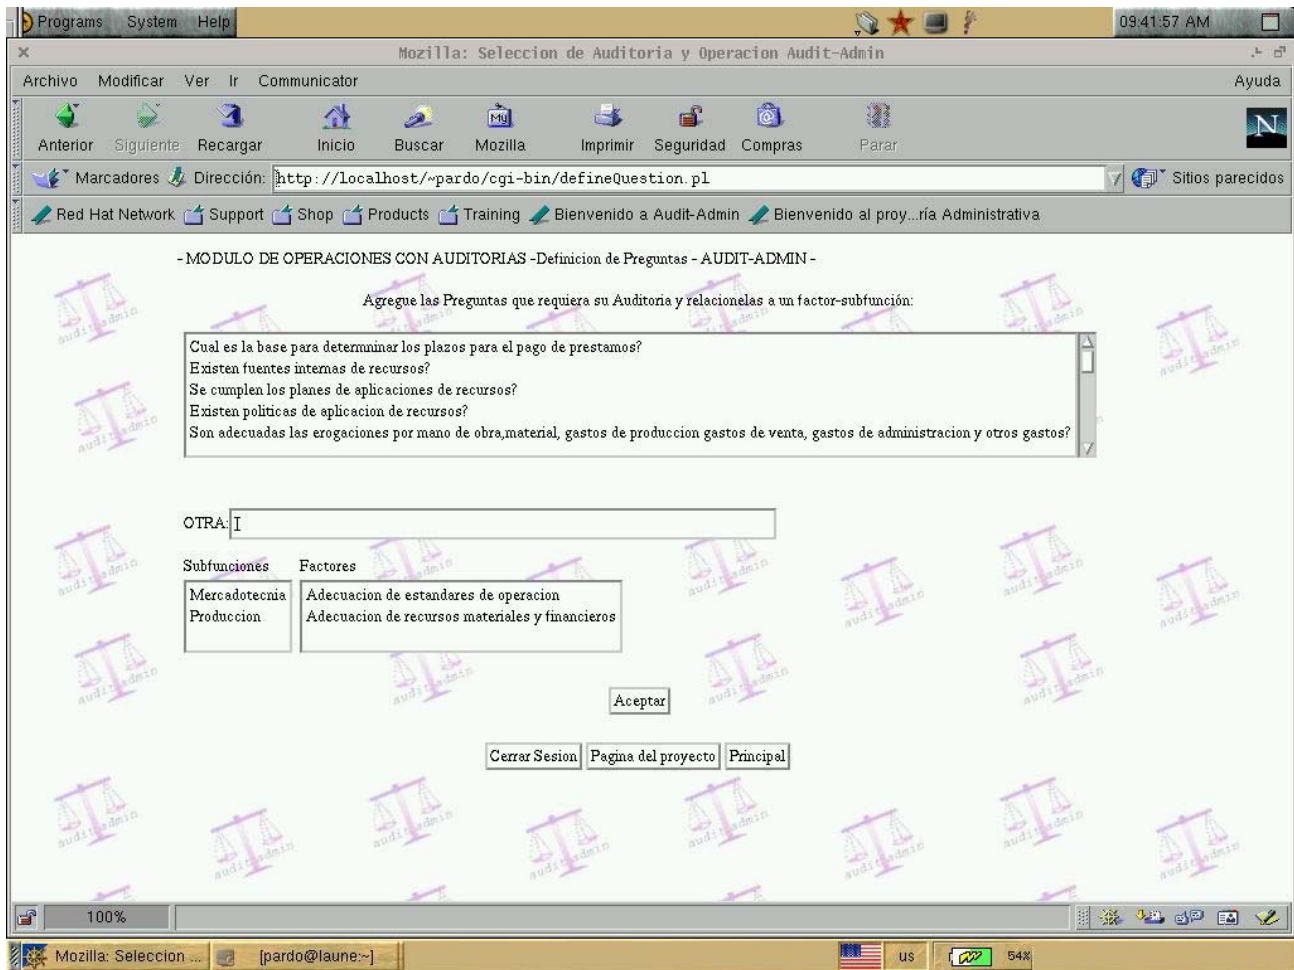 Programs System Help 09:41:57 AM
Mozilla: Seleccion de Auditoria y Operacion Audit-Admin
Archivo Modificar Ver Ir Communicator Ayuda
My N
Anterior Siguiente Recargar Inicio Buscar Mozilla Imprimir Seguridad Compras Parar
Marcadores Dirección: http://localhost/~pardo/cgi-bin/defineQuestion.pl Sitios parecidos
Red Hat Network Support Shop Products Training Bienvenido a Audit-Admin Bienvenido al proy...ría Administrativa
- MODULO DE OPERACIONES CON AUDITORIAS -Definicion de Preguntas - AUDIT-ADMIN -
Agregue las Preguntas que requiera su Auditoria y relacionelas a un factor-subfunción:
Cual es la base para determninar los plazos para el pago de prestamos?
Existen fuentes internas de recursos?
Se cumplen los planes de aplicaciones de recursos?
Existen politicas de aplicacion de recursos?
Son adecuadas las erogaciones por mano de obra,material, gastos de produccion gastos de venta, gastos de administracion y otros gastos?
OTRA:
Subfunciones Factores
Mercadotecnia Adecuacion de estandares de operacion
Produccion Adecuacion de recursos materiales y financieros
Aceptar
Cerrar Sesion Pagina del proyecto Principal
audit admin
100%
Mozilla: Seleccion ... [pardo@laune:~] us 54%